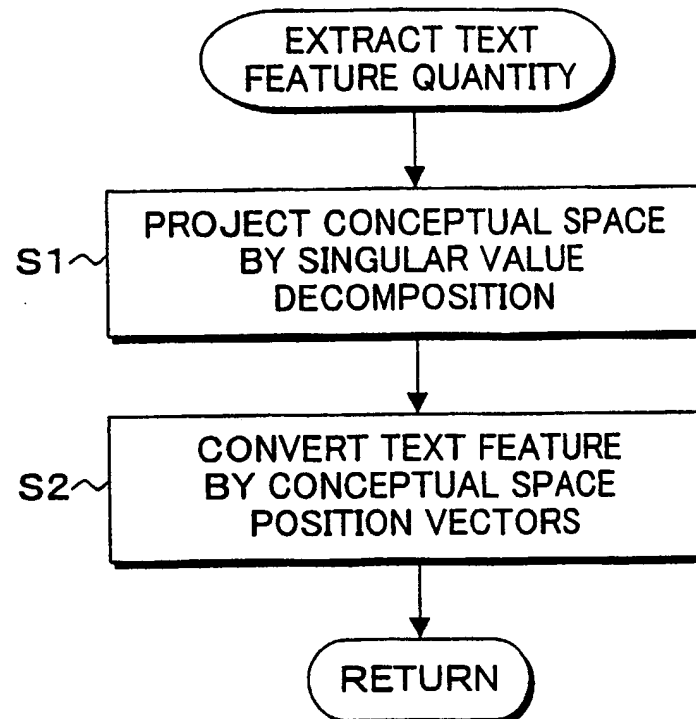 EXTRACT TEXT
FEATURE QUANTITY
PROJECT CONCEPTUAL SPACE
S1
BY SINGULAR VALUE
DECOMPOSITION
CONVERT TEXT FEATURE
S2
BY CONCEPTUAL SPACE
POSITION VECTORS
RETURN